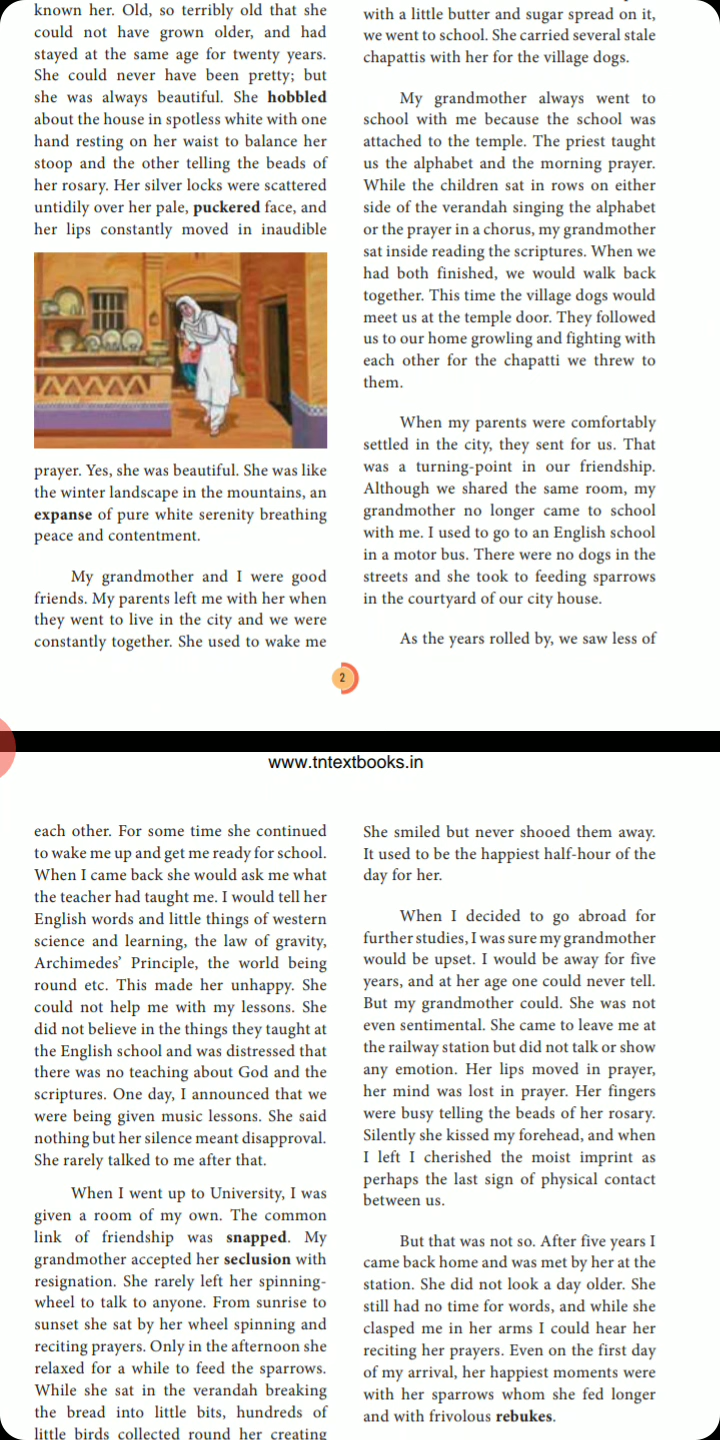 known her. Old, so terribly old that she
could not have grown older, and had
stayed at the same age for twenty years.
She could never have been pretty; but
she was always beautiful. She hobbled
about the house in spotless white with one
hand resting on her waist to balance her
stoop and the other telling the beads of
her rosary. Her silver locks were scattered
untidily over her pale, puckered face, and
her lips constantly moved in inaudible
prayer. Yes, she was beautiful. She was like
the winter landscape in the mountains, an
expanse of pure white serenity breathing
peace and contentment.
My grandmother and I were good
friends. My parents left me with her when
they went to live in the city and we were
constantly together. She used to wake me
with a little butter and sugar spread on it,
we went to school. She carried several stale
chapattis with her for the village dogs.
My grandmother always went to
school with me because the school was
attached to the temple. The priest taught
us the alphabet and the morning prayer.
While the children sat in rows on either
side of the verandah singing the alphabet
or the prayer in a chorus, my grandmother
sat inside reading the scriptures. When we
had both finished, we would walk back
together. This time the village dogs would
meet us at the temple door. They followed
us to our home growling and fighting with
each other for the chapatti we threw to
them.
When my parents were comfortably
settled in the city, they sent for us. That
was a turning-point in our friendship.
Although we shared the same room, my
grandmother no longer came to school
with me. I used to go to an English school
in a motor bus. There were no dogs in the
streets and she took to feeding sparrows
in the courtyard of our city house.
As the years rolled by, we saw less of
2
www.tntextbooks.in
each other. For some time she continued
to wake me up and get me ready for school.
When I came back she would ask me what
the teacher had taught me. I would tell her
English words and little things of western
science and learning, the law of gravity,
Archimedes' Principle, the world being
round etc. This made her unhappy. She
could not help me with my lessons. She
did not believe in the things they taught at
the English school and was distressed that
there was no teaching about God and the
scriptures. One day, I announced that we
were being given music lessons. She said
nothing but her silence meant disapproval.
She rarely talked to me after that.
When I went up to University, I was
given a room of my own. The common
link of friendship was snapped. My
grandmother accepted her seclusion with
resignation. She rarely left her spinning-
wheel to talk to anyone. From sunrise to
sunset she sat by her wheel spinning and
reciting prayers. Only in the afternoon she
relaxed for a while to feed the sparrows.
While she sat in the verandah breaking
the bread into little bits, hundreds of
little birds collected round her creating
She smiled but never shooed them away.
It used to be the happiest half-hour of the
day for her.
When I decided to go abroad for
further studies, I was sure my grandmother
would be upset. I would be away for five
years, and at her age one could never tell.
But my grandmother could. She was not
even sentimental. She came to leave me at
the railway station but did not talk or show
any emotion. Her lips moved in prayer,
her mind was lost in prayer. Her fingers
were busy telling the beads of her rosary.
Silently she kissed my forehead, and when
I left I cherished the moist imprint as
perhaps the last sign of physical contact
between us.
But that was not so. After five years I
came back home and was met by her at the
station. She did not look a day older. She
still had no time for words, and while she
clasped me in her arms I could hear her
reciting her prayers. Even on the first day
of my arrival, her happiest moments were
with her sparrows whom she fed longer
and with frivolous rebukes.